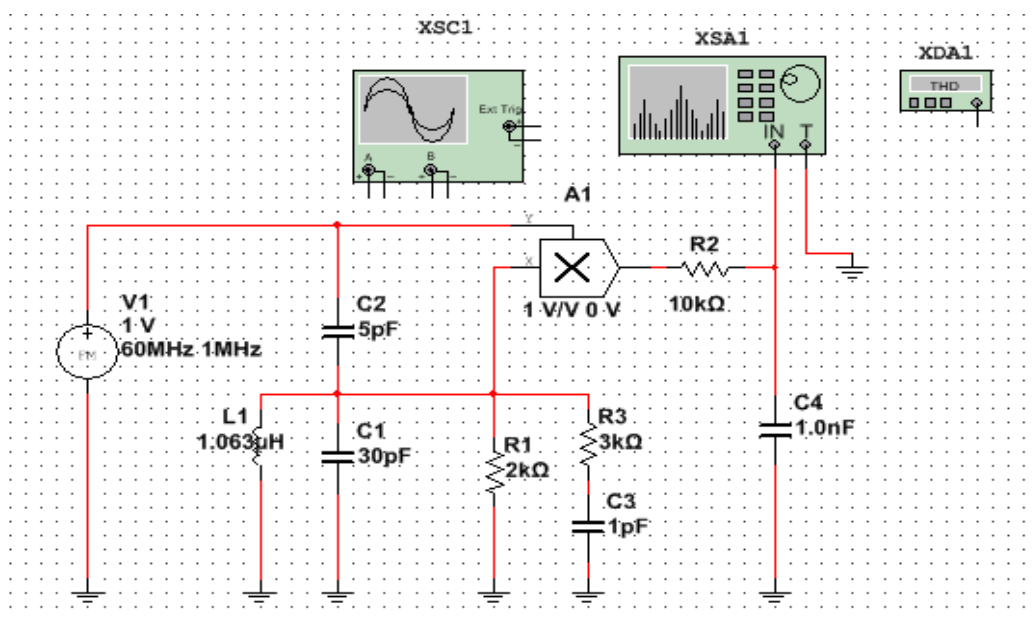 XSC1
XSA1
XDA1
THD
Ext Trig
+
−
A
B
+ −
+ −
IN T
A1
Y
X
R2
1 V/V 0 V
10kΩ
V1
1 V
60MHz 1MHz
+
FM
C2
5pF
L1
1.063µH
C1
30pF
R1
2kΩ
R3
3kΩ
C3
1pF
C4
1.0nF